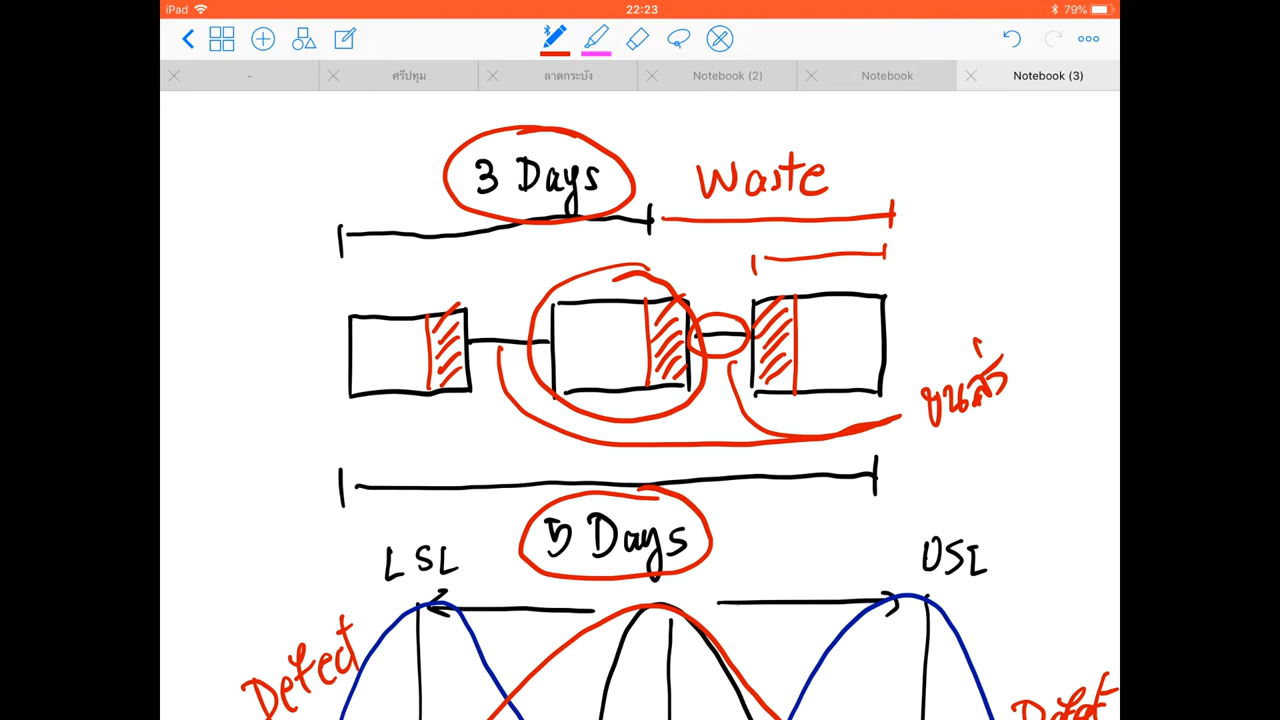 iPad 22:23 79%
- ศรีปทุม ลาดกระบัง Notebook (2) Notebook Notebook (3)
3 Days Waste
ขนส่ง
5 Days
LSL USL
Defect